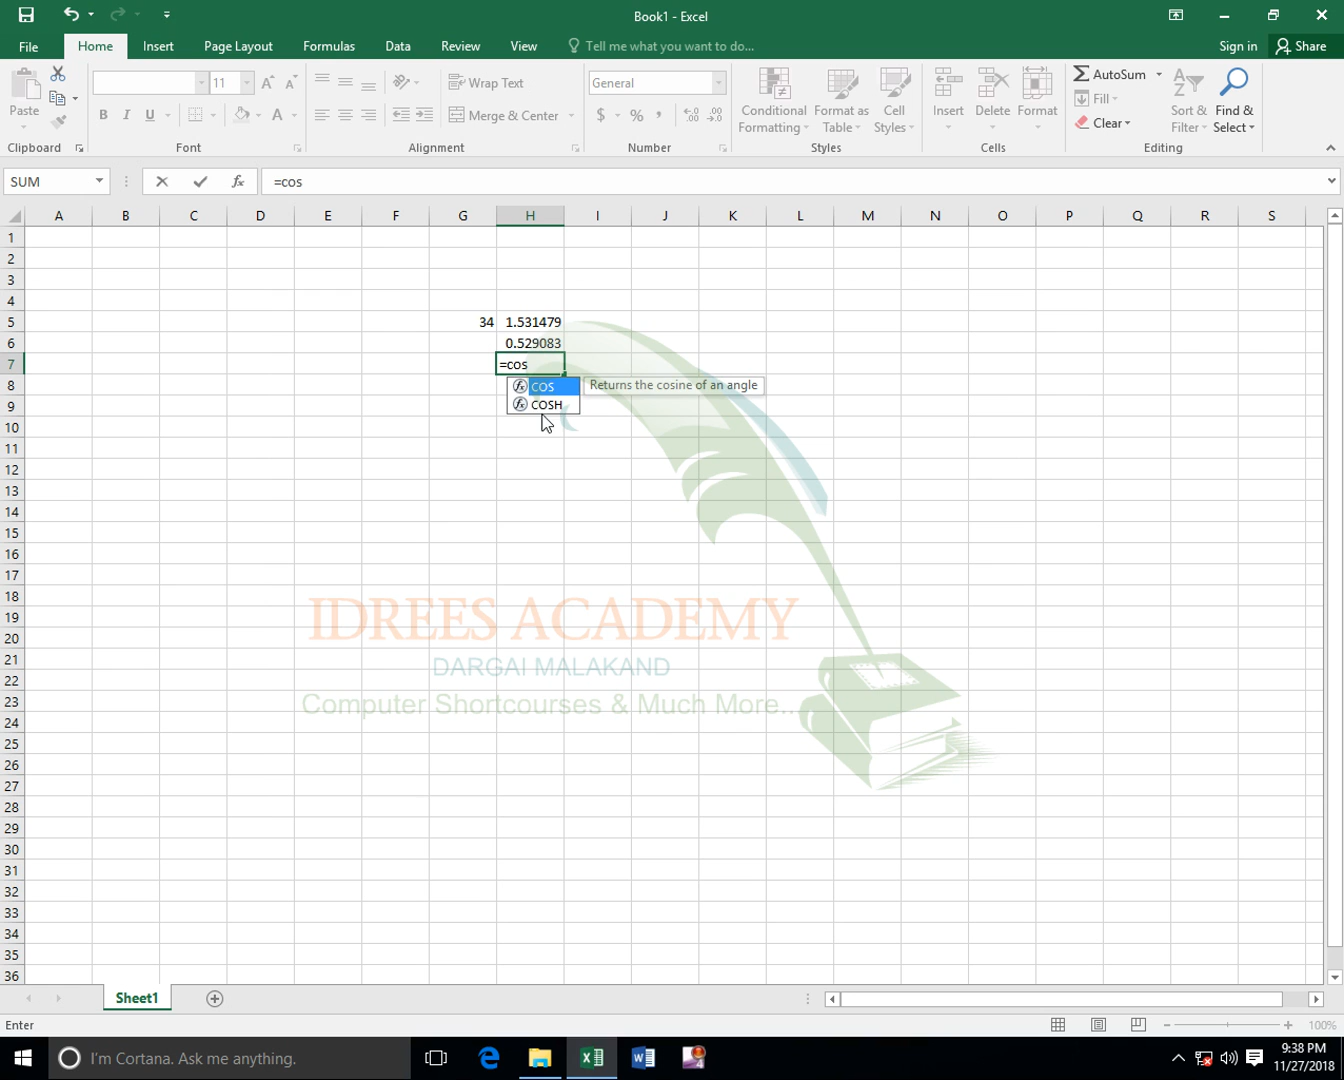 Book1 - Excel
File Home Insert Page Layout Formulas Data Review View Tell me what you want to do... Sign in Share
Paste
Clipboard
11
B I U A
Font
Wrap Text
Merge & Center
Alignment
General
$ % ,
Number
Conditional Formatting
Format as Table
Cell Styles
Styles
Insert Delete Format
Cells
AutoSum
Fill
Clear
Sort & Filter
Find & Select
Editing
SUM fx =cos
A B C D E F G H I J K L M N O P Q R S
1
2
3
4
5 34 1.531479
6 0.529083
7 =cos
8 COS Returns the cosine of an angle
9 COSH
10
11
12
13
14
15
16
17
18
19
20
21
22
23
24
25
26
27
28
29
30
31
32
33
34
35
36
IDREES ACADEMY
DARGAI MALAKAND
Computer Shortcourses & Much More..
Sheet1
Enter 100%
I'm Cortana. Ask me anything.
9:38 PM
11/27/2018